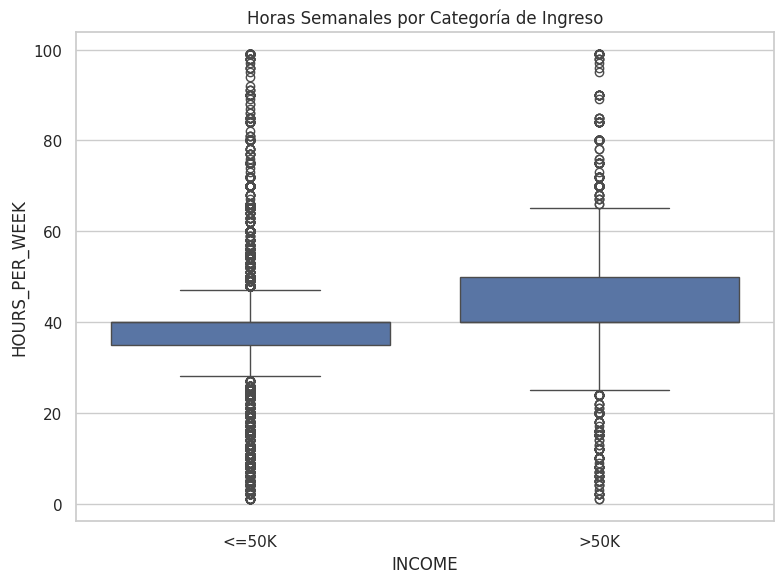 Horas Semanales por Categoría de Ingreso
HOURS_PER_WEEK
100
80
60
40
20
0
<=50K
>50K
INCOME